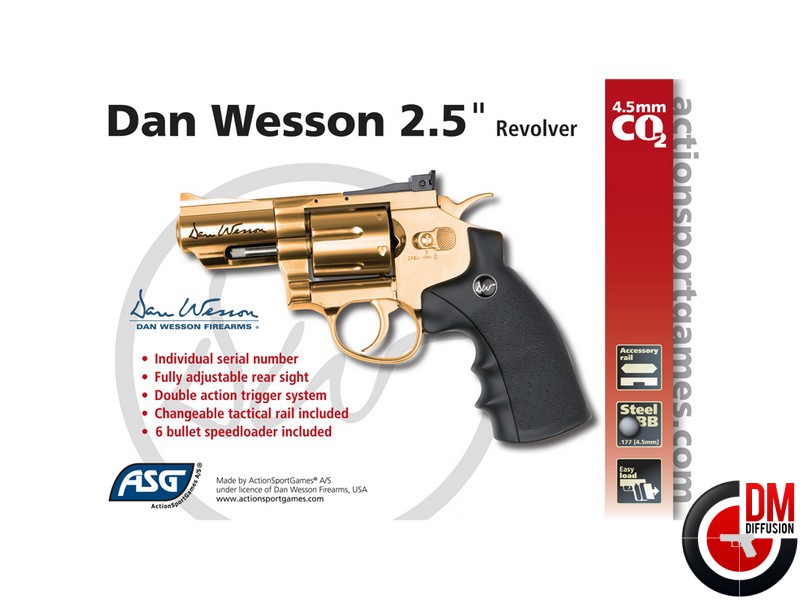 Dan Wesson 2.5" Revolver
4.5mm
CO2
actionsportgames.com
Dan Wesson
Dan Wesson
DAN WESSON FIREARMS
• Individual serial number
• Fully adjustable rear sight
• Double action trigger system
• Changeable tactical rail included
• 6 bullet speedloader included
Accessory
rail
Steel
BB
.177 [4.5mm]
Easy
load
ASG
ActionSportGames A/S®
Made by ActionSportGames® A/S
under licence of Dan Wesson Firearms, USA
www.actionsportgames.com
DW
DM
DIFFUSION